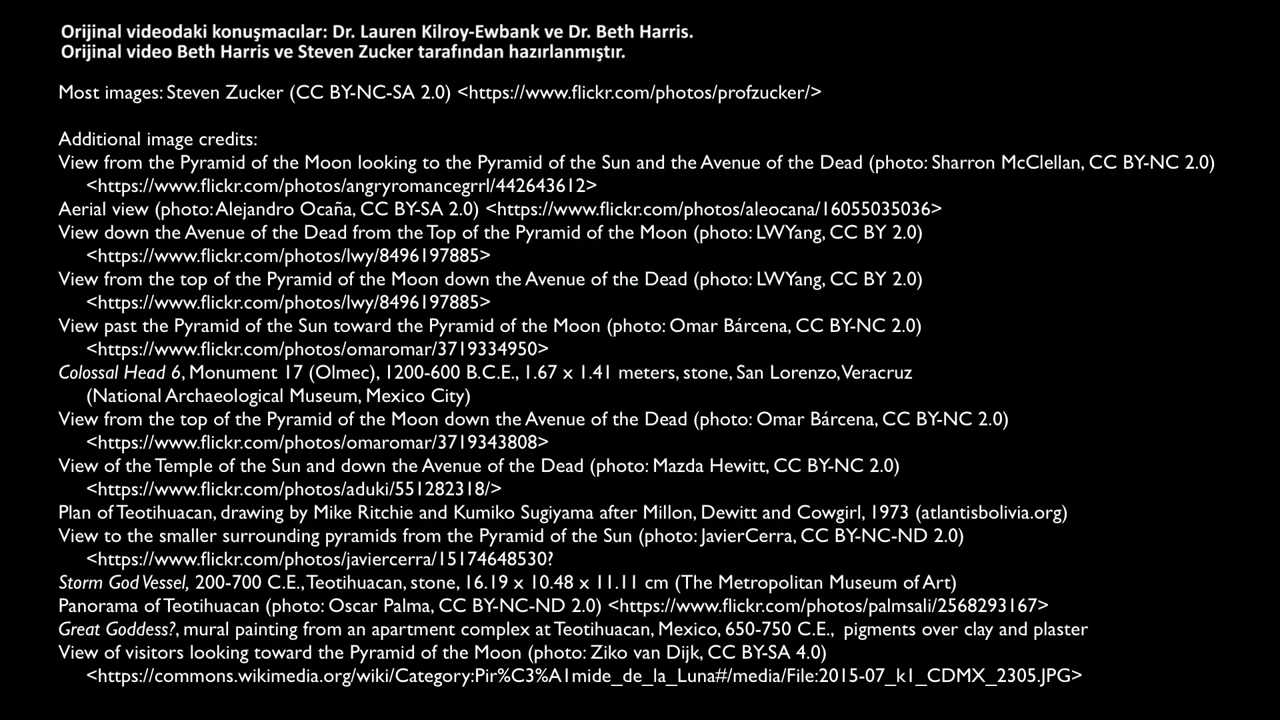 Orijinal videodaki konuşmacılar: Dr. Lauren Kilroy-Ewbank ve Dr. Beth Harris.
Orijinal video Beth Harris ve Steven Zucker tarafından hazırlanmıştır.
Most images: Steven Zucker (CC BY-NC-SA 2.0) <https://www.flickr.com/photos/profzucker/>
Additional image credits:
View from the Pyramid of the Moon looking to the Pyramid of the Sun and the Avenue of the Dead (photo: Sharron McClellan, CC BY-NC 2.0)
<https://www.flickr.com/photos/angryromancegrrl/442643612>
Aerial view (photo: Alejandro Ocaña, CC BY-SA 2.0) <https://www.flickr.com/photos/aleocana/16055035036>
View down the Avenue of the Dead from the Top of the Pyramid of the Moon (photo: LWYang, CC BY 2.0)
<https://www.flickr.com/photos/lwy/8496197885>
View from the top of the Pyramid of the Moon down the Avenue of the Dead (photo: LWYang, CC BY 2.0)
<https://www.flickr.com/photos/lwy/8496197885>
View past the Pyramid of the Sun toward the Pyramid of the Moon (photo: Omar Bárcena, CC BY-NC 2.0)
<https://www.flickr.com/photos/omaromar/3719334950>
Colossal Head 6, Monument 17 (Olmec), 1200-600 B.C.E., 1.67 x 1.41 meters, stone, San Lorenzo, Veracruz
(National Archaeological Museum, Mexico City)
View from the top of the Pyramid of the Moon down the Avenue of the Dead (photo: Omar Bárcena, CC BY-NC 2.0)
<https://www.flickr.com/photos/omaromar/3719343808>
View of the Temple of the Sun and down the Avenue of the Dead (photo: Mazda Hewitt, CC BY-NC 2.0)
<https://www.flickr.com/photos/aduki/551282318/>
Plan of Teotihuacan, drawing by Mike Ritchie and Kumiko Sugiyama after Millon, Dewitt and Cowgirl, 1973 (atlantisbolivia.org)
View to the smaller surrounding pyramids from the Pyramid of the Sun (photo: JavierCerra, CC BY-NC-ND 2.0)
<https://www.flickr.com/photos/javiercerra/15174648530?
Storm God Vessel, 200-700 C.E., Teotihuacan, stone, 16.19 x 10.48 x 11.11 cm (The Metropolitan Museum of Art)
Panorama of Teotihuacan (photo: Oscar Palma, CC BY-NC-ND 2.0) <https://www.flickr.com/photos/palmsali/2568293167>
Great Goddess?, mural painting from an apartment complex at Teotihuacan, Mexico, 650-750 C.E., pigments over clay and plaster
View of visitors looking toward the Pyramid of the Moon (photo: Ziko van Dijk, CC BY-SA 4.0)
<https://commons.wikimedia.org/wiki/Category:Pir%C3%A1mide_de_la_Luna#/media/File:2015-07_k1_CDMX_2305.JPG>